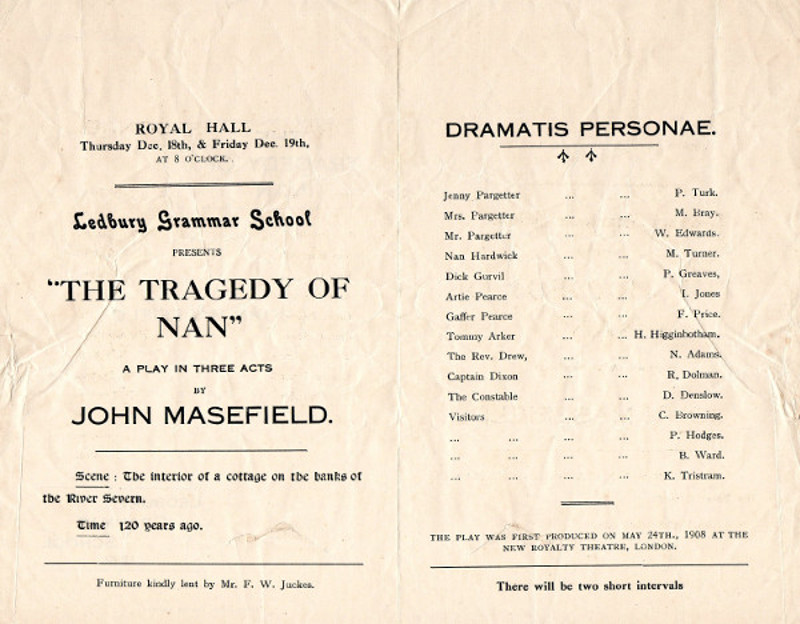 ROYAL HALL
Thursday Dec. 18th, & Friday Dec. 19th,
AT 8 O'CLOCK.
Ledbury Grammar School
PRESENTS
"THE TRAGEDY OF
NAN"
A PLAY IN THREE ACTS
BY
JOHN MASEFIELD.
Scene : The interior of a cottage on the banks of
the River Severn.
Time 120 years ago.
Furniture kindly lent by Mr. F. W. Juckes.
DRAMATIS PERSONAE.
Jenny Pargetter ... ... P. Turk.
Mrs. Pargetter ... ... M. Bray.
Mr. Pargetter ... ... W. Edwards.
Nan Hardwick ... ... M. Turner.
Dick Gurvil ... ... P. Greaves,
Artie Pearce ... ... I. Jones
Gaffer Pearce ... ... F. Price.
Tommy Arker ... ... H. Higginbotham.
The Rev. Drew, ... ... N. Adams.
Captain Dixon ... ... R. Dolman.
The Constable ... ... D. Denslow.
Visitors ... ... C. Browning.
... ... ... P. Hodges.
... ... ... ... B. Ward.
... ... ... ... K. Tristram.
THE PLAY WAS FIRST PRODUCED ON MAY 24TH., 1908 AT THE
NEW ROYALTY THEATRE, LONDON.
There will be two short intervals